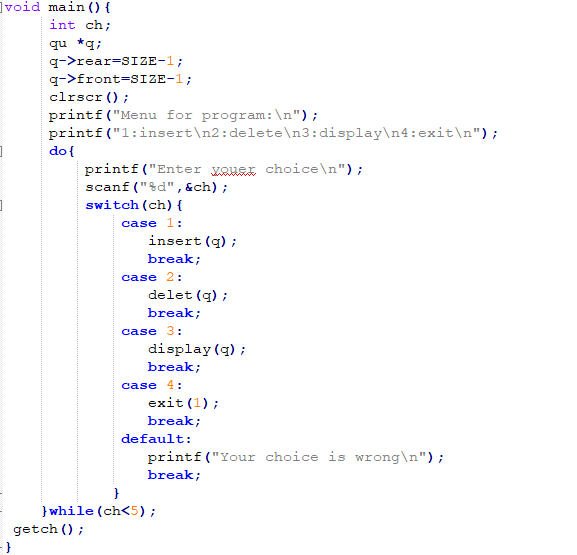 void main(){
int ch;
qu *q;
q->rear=SIZE-1;
q->front=SIZE-1;
clrscr();
printf("Menu for program:\n");
printf("1:insert\n2:delete\n3:display\n4:exit\n");
do{
printf("Enter youer choice\n");
scanf("%d",&ch);
switch(ch){
case 1:
insert(q);
break;
case 2:
delet(q);
break;
case 3:
display(q);
break;
case 4:
exit(1);
break;
default:
printf("Your choice is wrong\n");
break;
}
}while(ch<5);
getch();
}